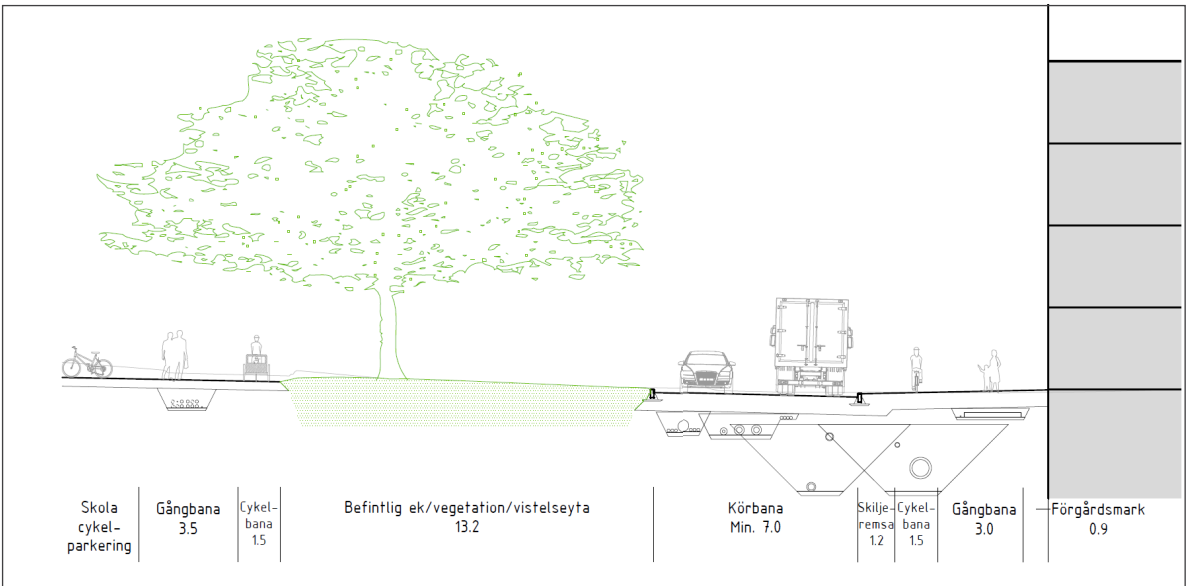 Skola
cykel-
parkering
Gångbana
3.5
Cykel-
bana
1.5
Befintlig ek/vegetation/vistelseyta
13.2
Körbana
Min. 7.0
Skilje-
remsa
1.2
Cykel-
bana
1.5
Gångbana
3.0
Förgårdsmark
0.9